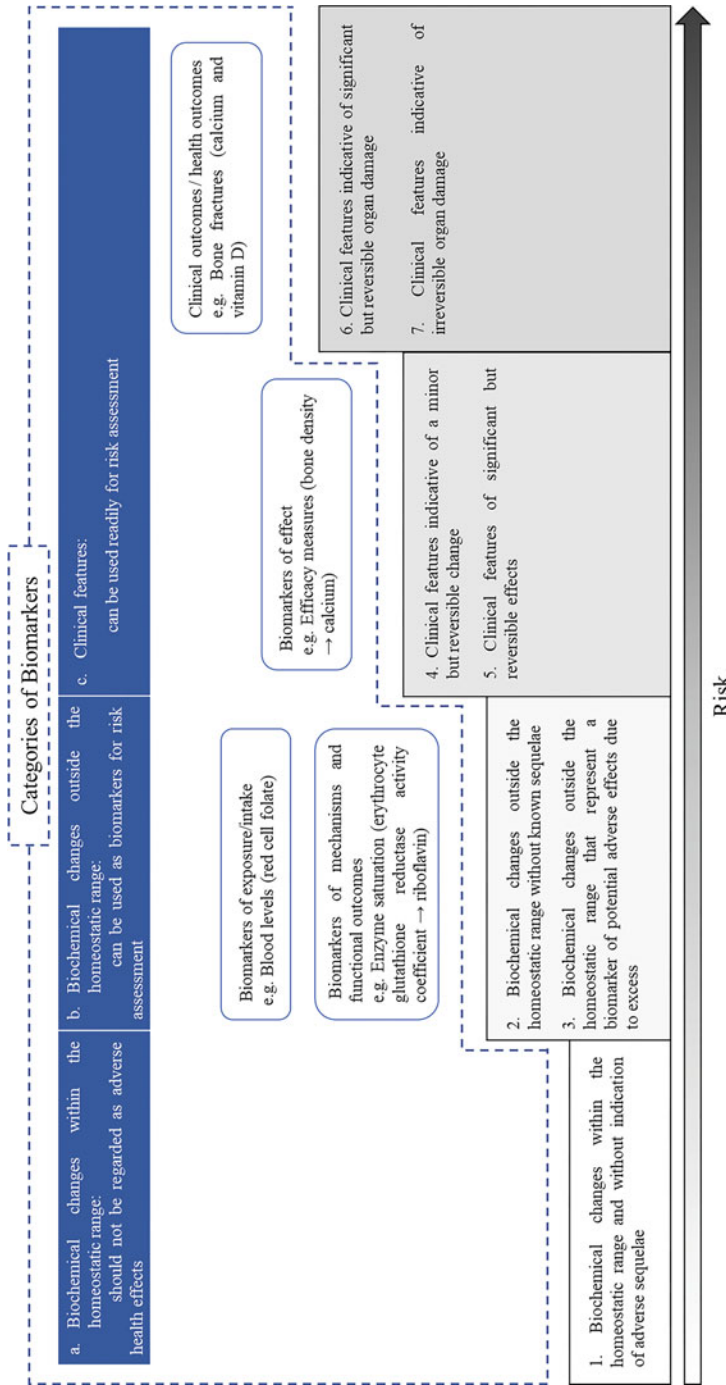 Categories of Biomarkers
a. Biochemical changes within the
homeostatic range:
should not be regarded as adverse
health effects
b. Biochemical changes outside the
homeostatic range:
can be used as biomarkers for risk
assessment
c. Clinical features:
can be used readily for risk assessment
Biomarkers of exposure/intake
e.g. Blood levels (red cell folate)
Biomarkers of mechanisms and
functional outcomes
e.g. Enzyme saturation (erythrocyte
glutathione reductase activity
coefficient → riboflavin)
Biomarkers of effect
e.g. Efficacy measures (bone density
→ calcium)
Clinical outcomes / health outcomes
e.g. Bone fractures (calcium and
vitamin D)
1. Biochemical changes within the
homeostatic range and without indication
of adverse sequelae
2. Biochemical changes outside the
homeostatic range without known sequelae
3. Biochemical changes outside the
homeostatic range that represent a
biomarker of potential adverse effects due
to excess
4. Clinical features indicative of a minor
but reversible change
5. Clinical features of significant but
reversible effects
6. Clinical features indicative of significant
but reversible organ damage
7. Clinical features indicative of
irreversible organ damage
Risk